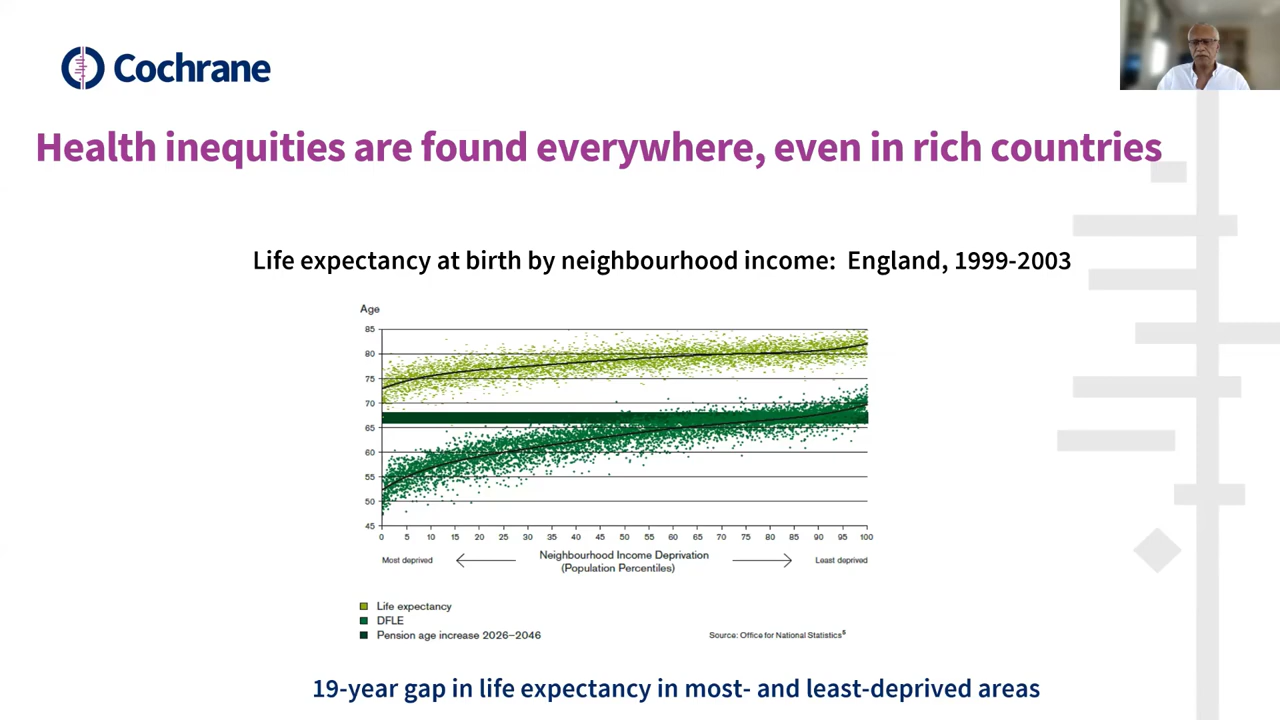 Cochrane
Health inequities are found everywhere, even in rich countries
Life expectancy at birth by neighbourhood income:  England, 1999-2003
Age
85
80
75
70
65
60
55
50
45
0 5 10 15 20 25 30 35 40 45 50 55 60 65 70 75 80 85 90 95 100
Most deprived Neighbourhood Income Deprivation Least deprived
(Population Percentiles)
Life expectancy
DFLE
Pension age increase 2026–2046
Source: Office for National Statistics⁵
19-year gap in life expectancy in most- and least-deprived areas